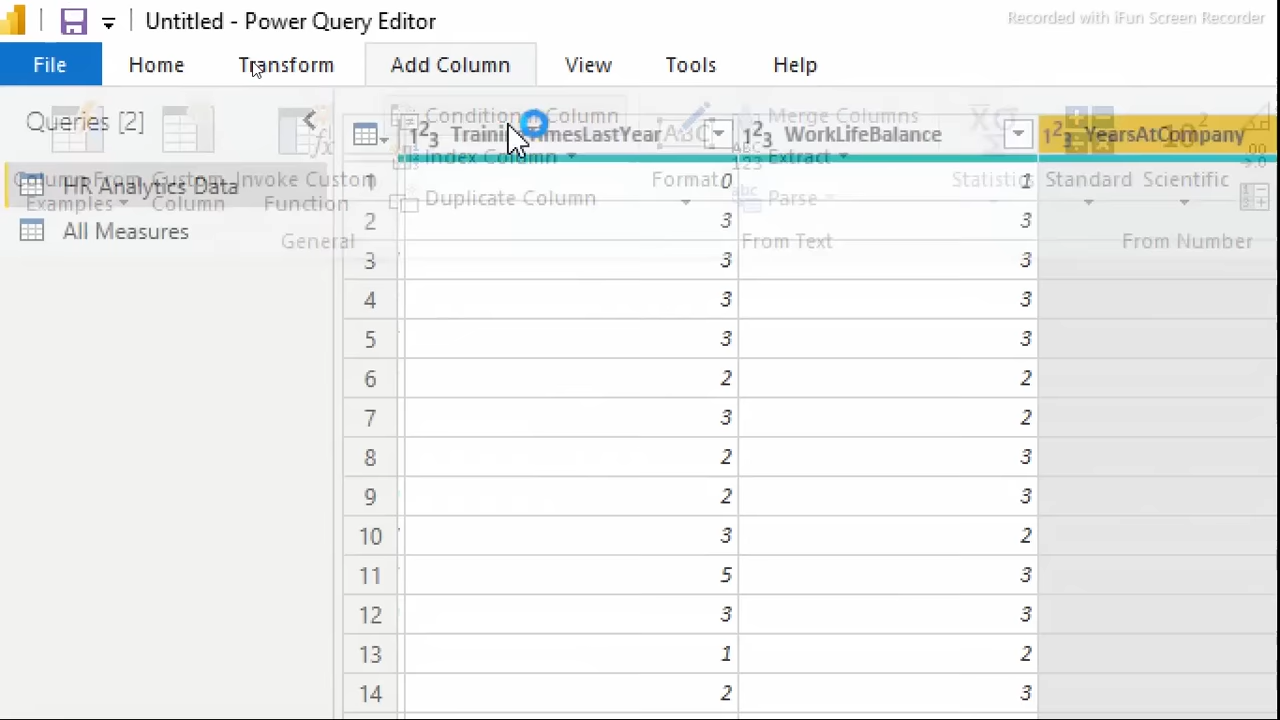 Untitled - Power Query Editor
Recorded with iFun Screen Recorder
File Home Transform Add Column View Tools Help
Queries [2]
Conditional Column
Merge Columns
TrainingTimesLastYear WorkLifeBalance YearsAtCompany
Index Column
Extract
HR Analytics Data
Column From Custom Invoke Custom
Format Statistics Standard Scientific
Examples Column Function
Duplicate Column
Parse
All Measures
General From Text From Number
1 0 1
2 3 3
3 3 3
4 3 3
5 3 3
6 2 2
7 3 2
8 2 3
9 2 3
10 3 2
11 5 3
12 3 3
13 1 2
14 2 3